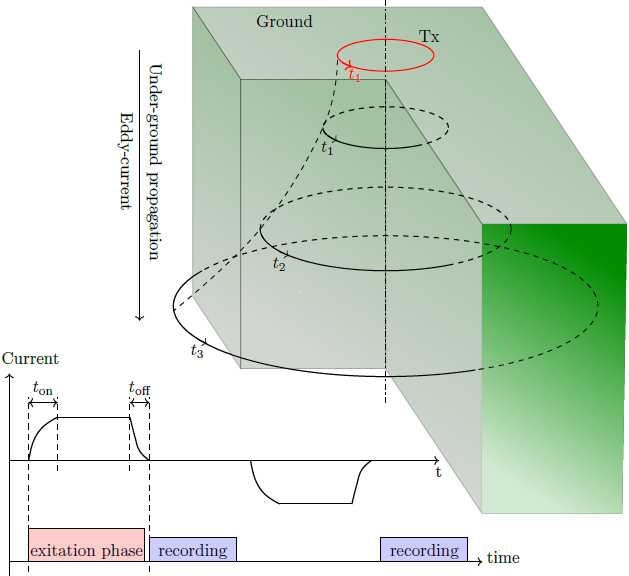 Ground
Tx
t1
t1
Under-ground propagation
Eddy-current
t2
t3
Current
ton
toff
t
exitation phase
recording
recording
time